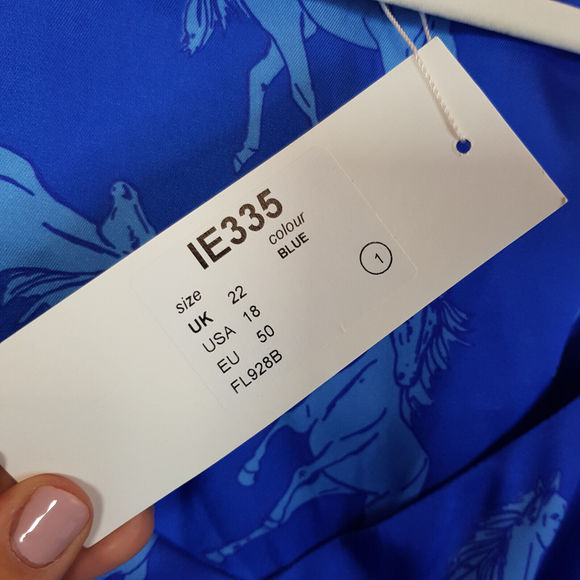 IE335
size colour
UK 22 BLUE
USA 18
EU 50
FL928B
1